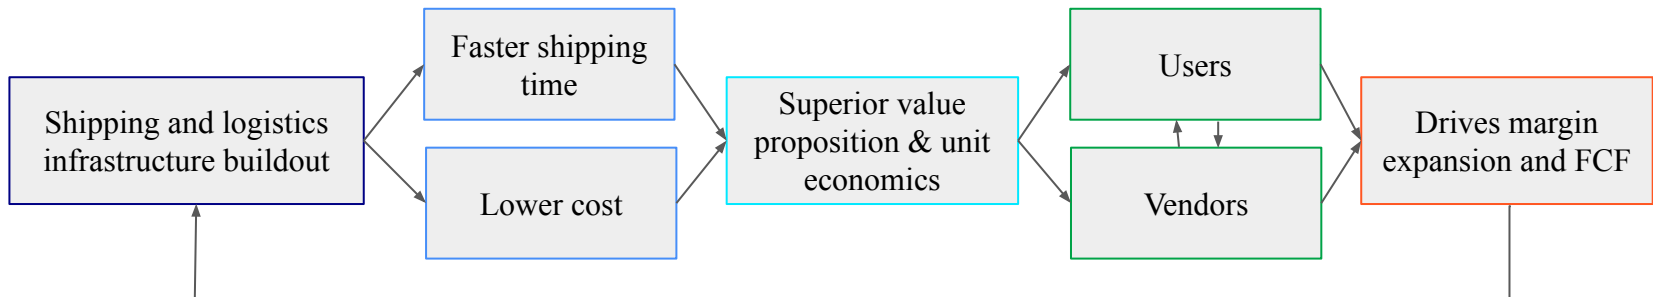 Shipping and logistics
infrastructure buildout
Faster shipping
time
Lower cost
Superior value
proposition & unit
economics
Users
Vendors
Drives margin
expansion and FCF